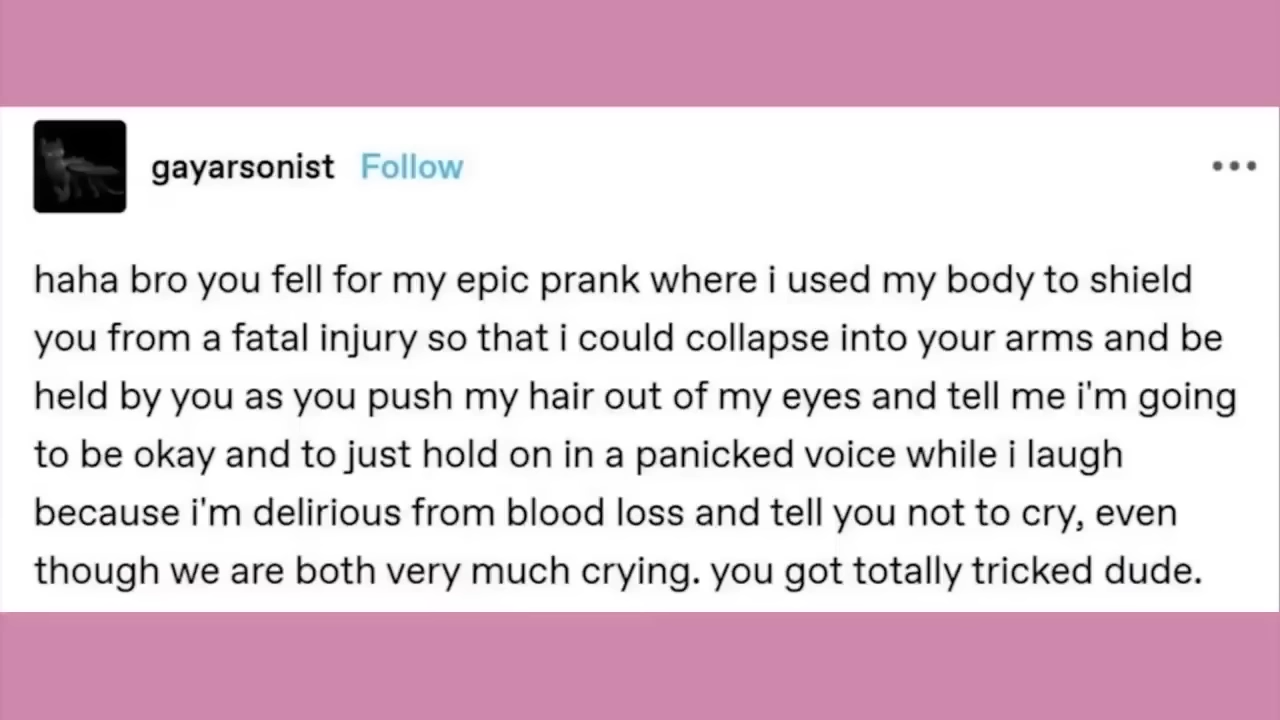 gayarsonist Follow
haha bro you fell for my epic prank where i used my body to shield
you from a fatal injury so that i could collapse into your arms and be
held by you as you push my hair out of my eyes and tell me i'm going
to be okay and to just hold on in a panicked voice while i laugh
because i'm delirious from blood loss and tell you not to cry, even
though we are both very much crying. you got totally tricked dude.